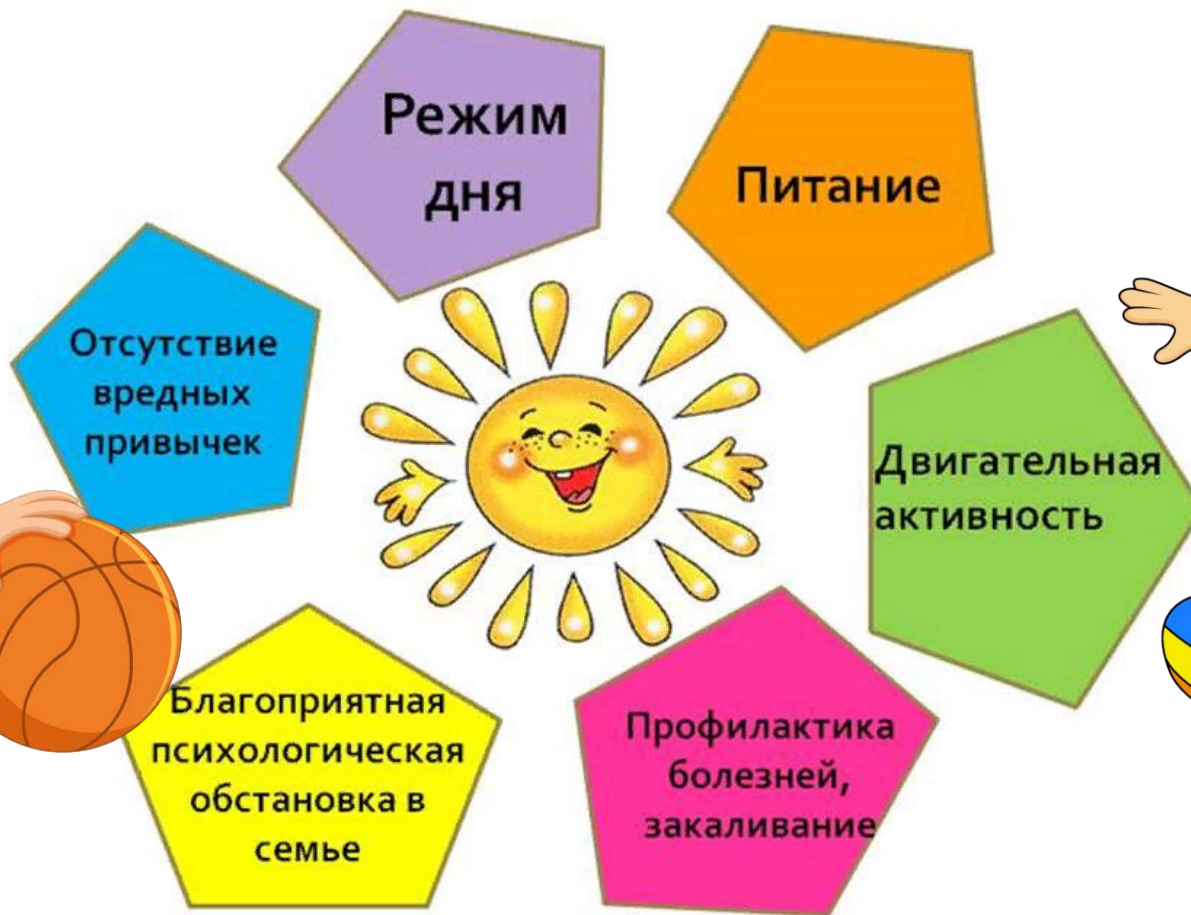 Режим
дня
Питание
Отсутствие
вредных
привычек
Двигательная
активность
Благоприятная
психологическая
обстановка в
семье
Профилактика
болезней,
закаливание